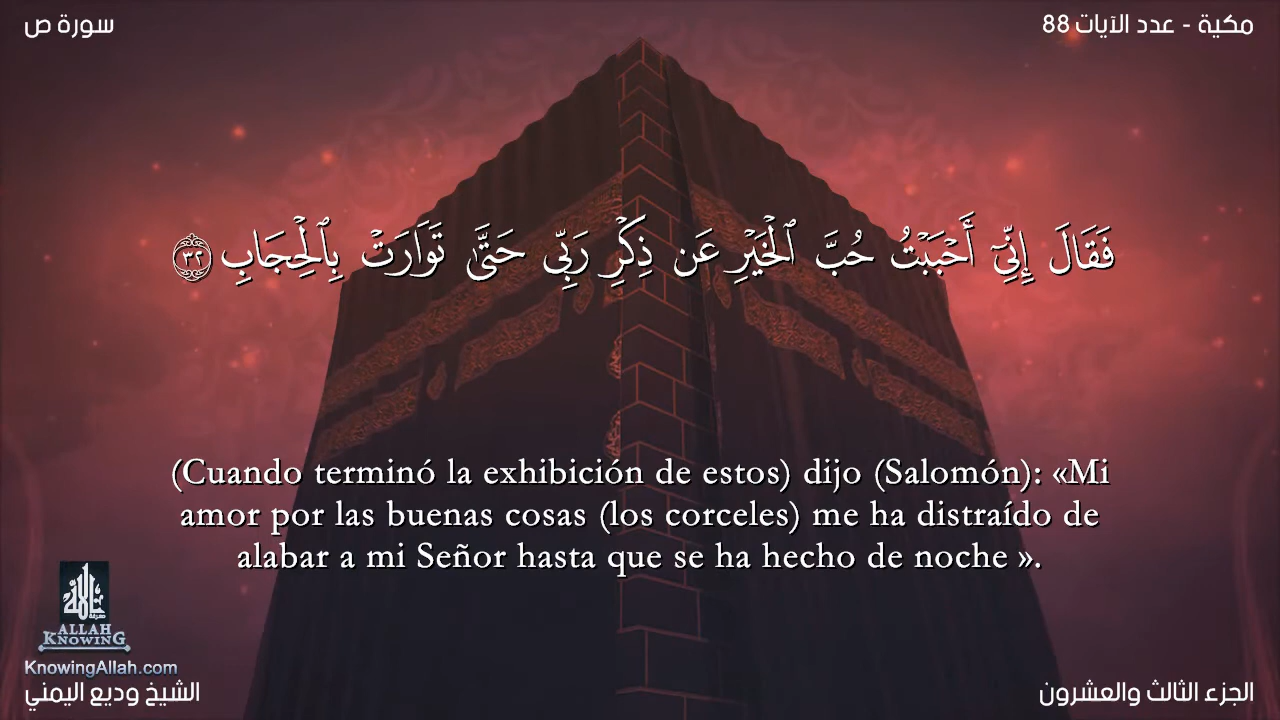 مكية - عدد الآيات 88
سورة ص
فَقَالَ إِنِّيٓ أَحۡبَبۡتُ حُبَّ ٱلۡخَيۡرِ عَن ذِكۡرِ رَبِّي حَتَّىٰ تَوَارَتۡ بِٱلۡحِجَابِ ٣٢
(Cuando terminó la exhibición de estos) dijo (Salomón): «Mi
amor por las buenas cosas (los corceles) me ha distraído de
alabar a mi Señor hasta que se ha hecho de noche ».
ALLAH
KNOWING
KnowingAllah.com
الجزء الثالث والعشرون
الشيخ وديع اليمني